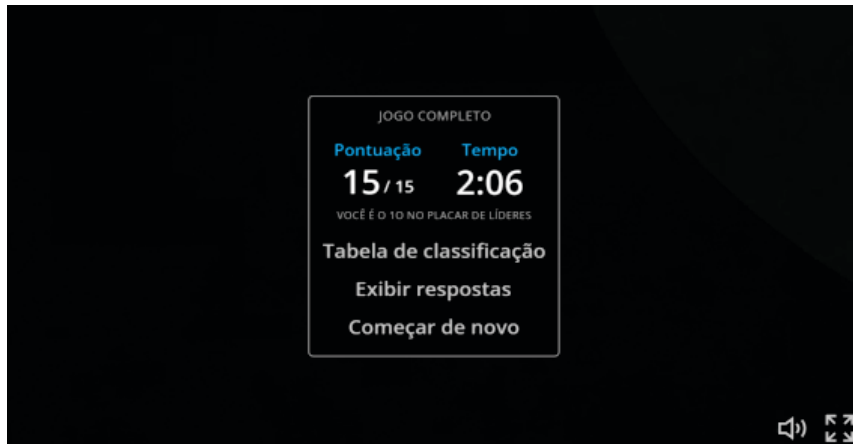 JOGO COMPLETO
Pontuação Tempo
15 / 15 2:06
VOCÊ É O 10 NO PLACAR DE LÍDERES
Tabela de classificação
Exibir respostas
Começar de novo